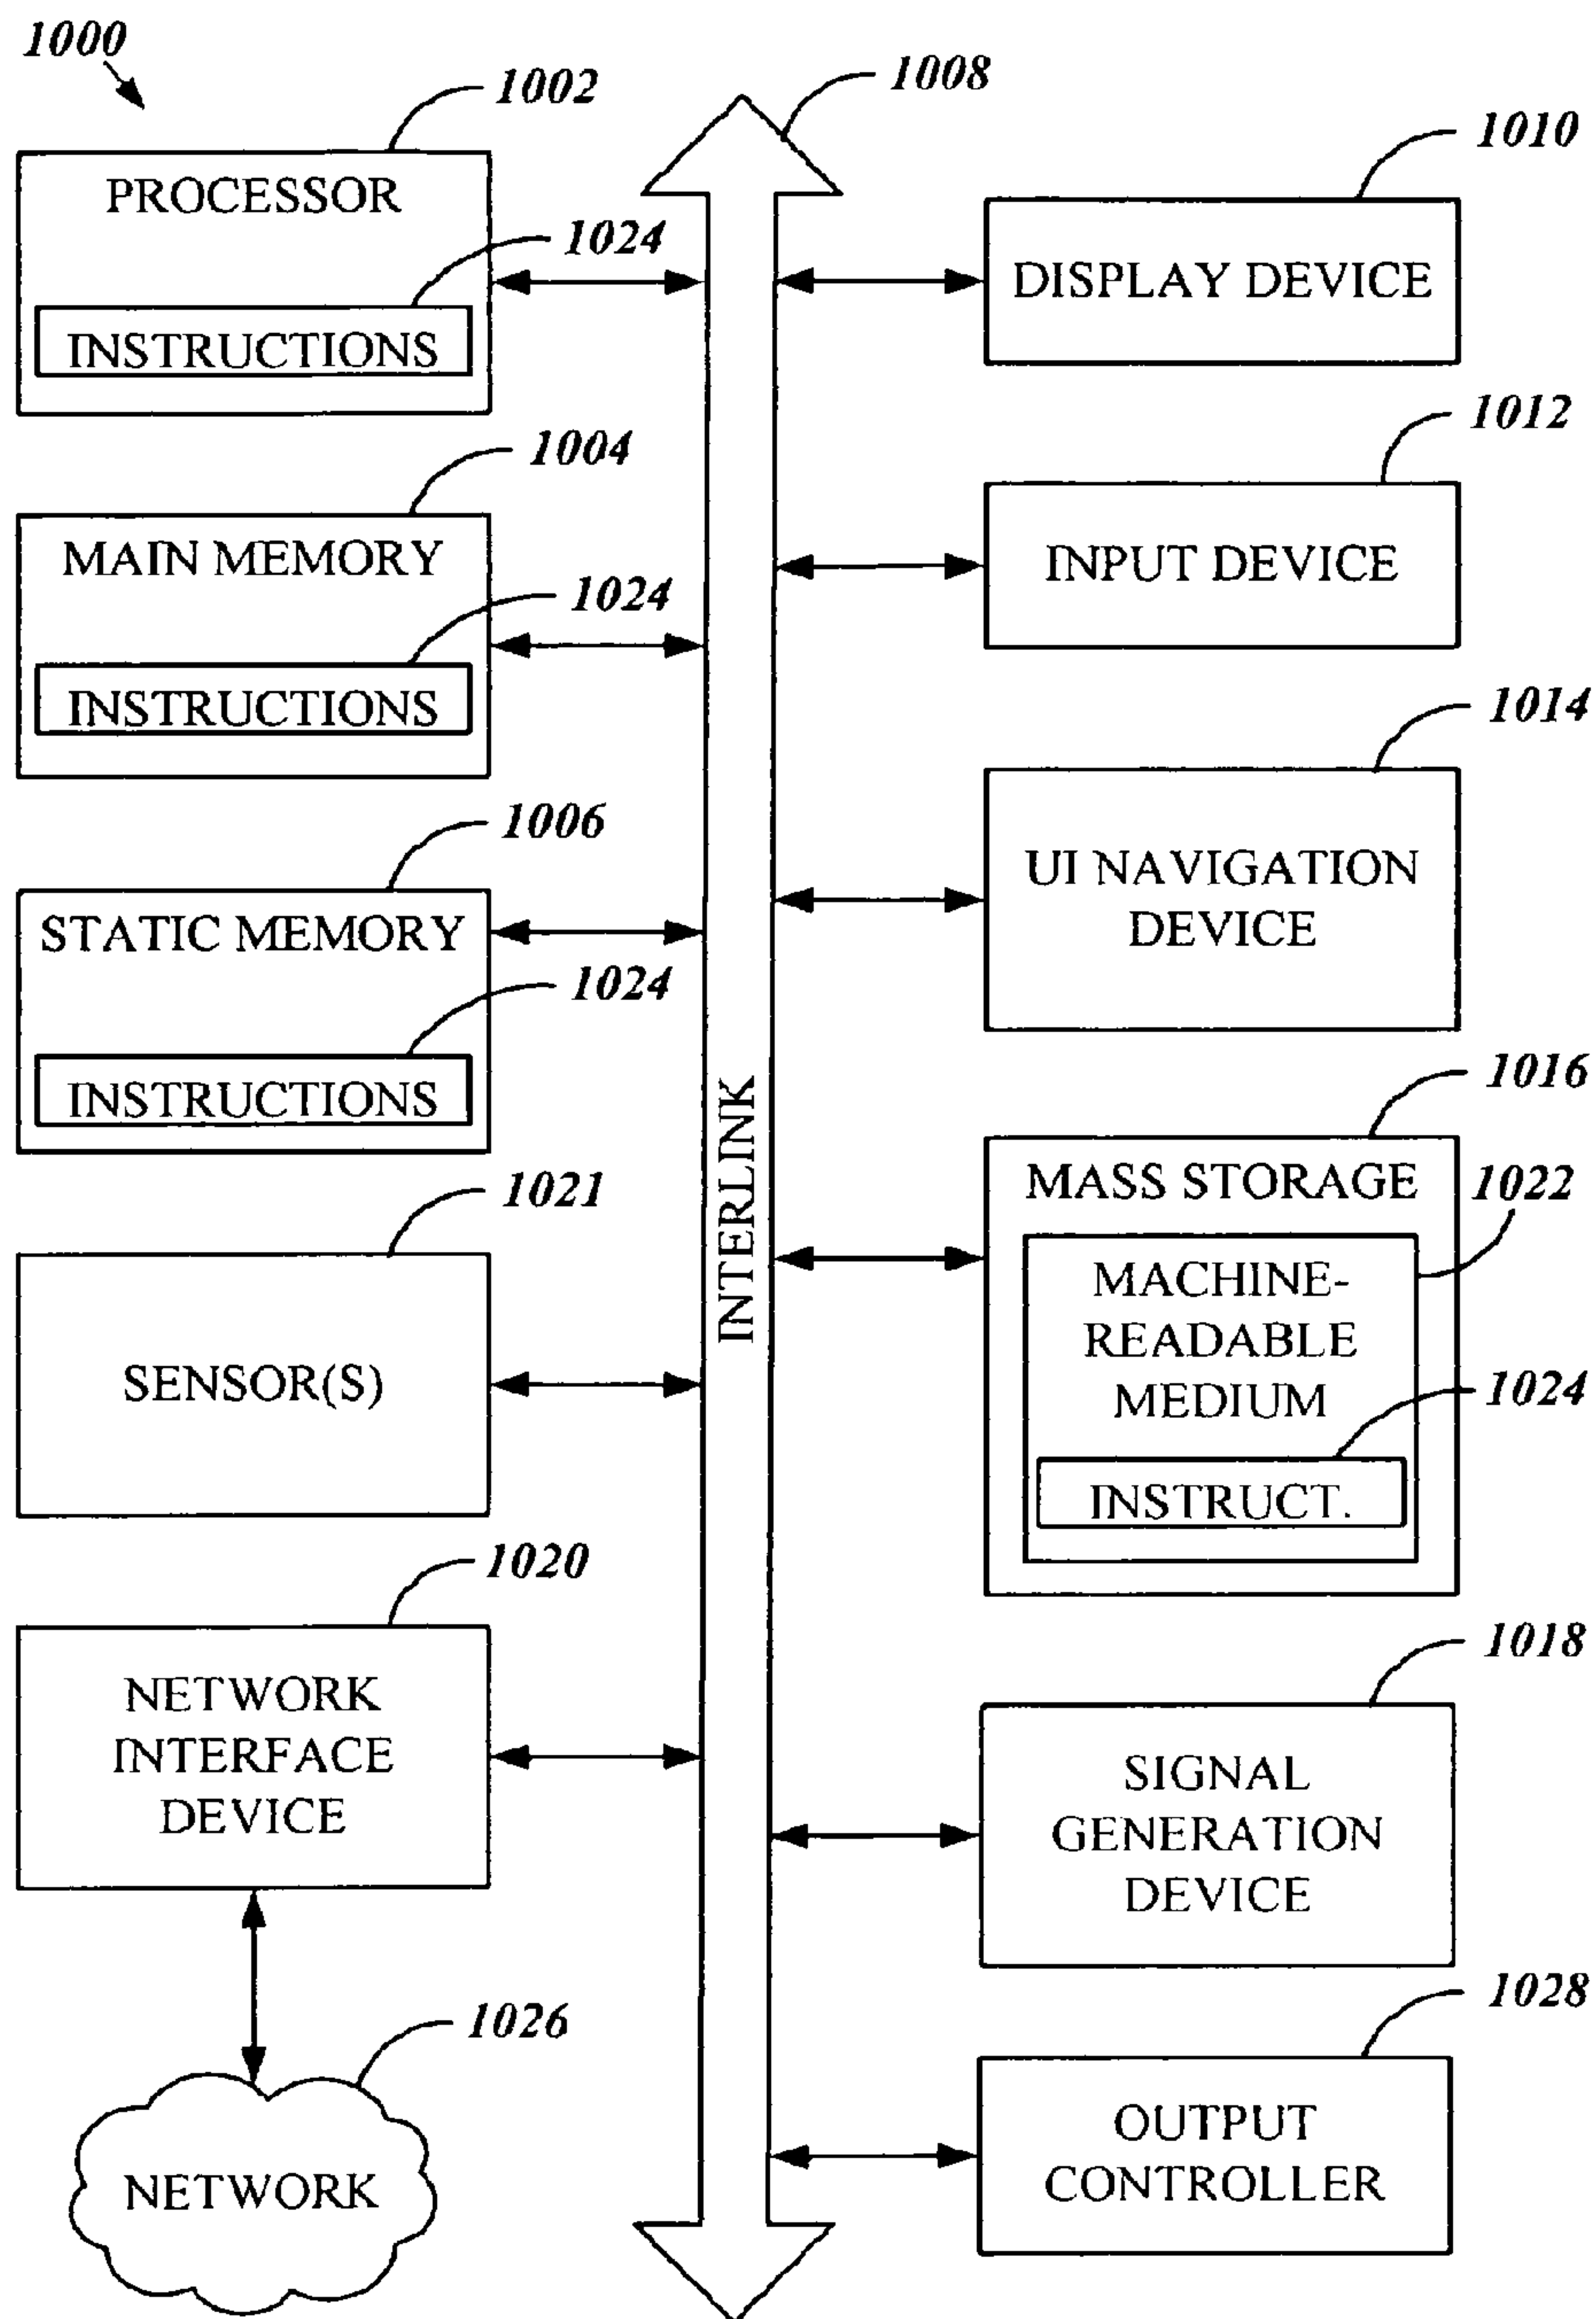 1000
1002
PROCESSOR
1024
INSTRUCTIONS
1004
MAIN MEMORY
1024
INSTRUCTIONS
1006
STATIC MEMORY
1024
INSTRUCTIONS
1021
SENSOR(S)
1020
NETWORK
INTERFACE
DEVICE
1026
NETWORK
1008
INTERLINK
1010
DISPLAY DEVICE
1012
INPUT DEVICE
1014
UI NAVIGATION
DEVICE
1016
MASS STORAGE
1022
MACHINE-
READABLE
MEDIUM
1024
INSTRUCT.
1018
SIGNAL
GENERATION
DEVICE
1028
OUTPUT
CONTROLLER